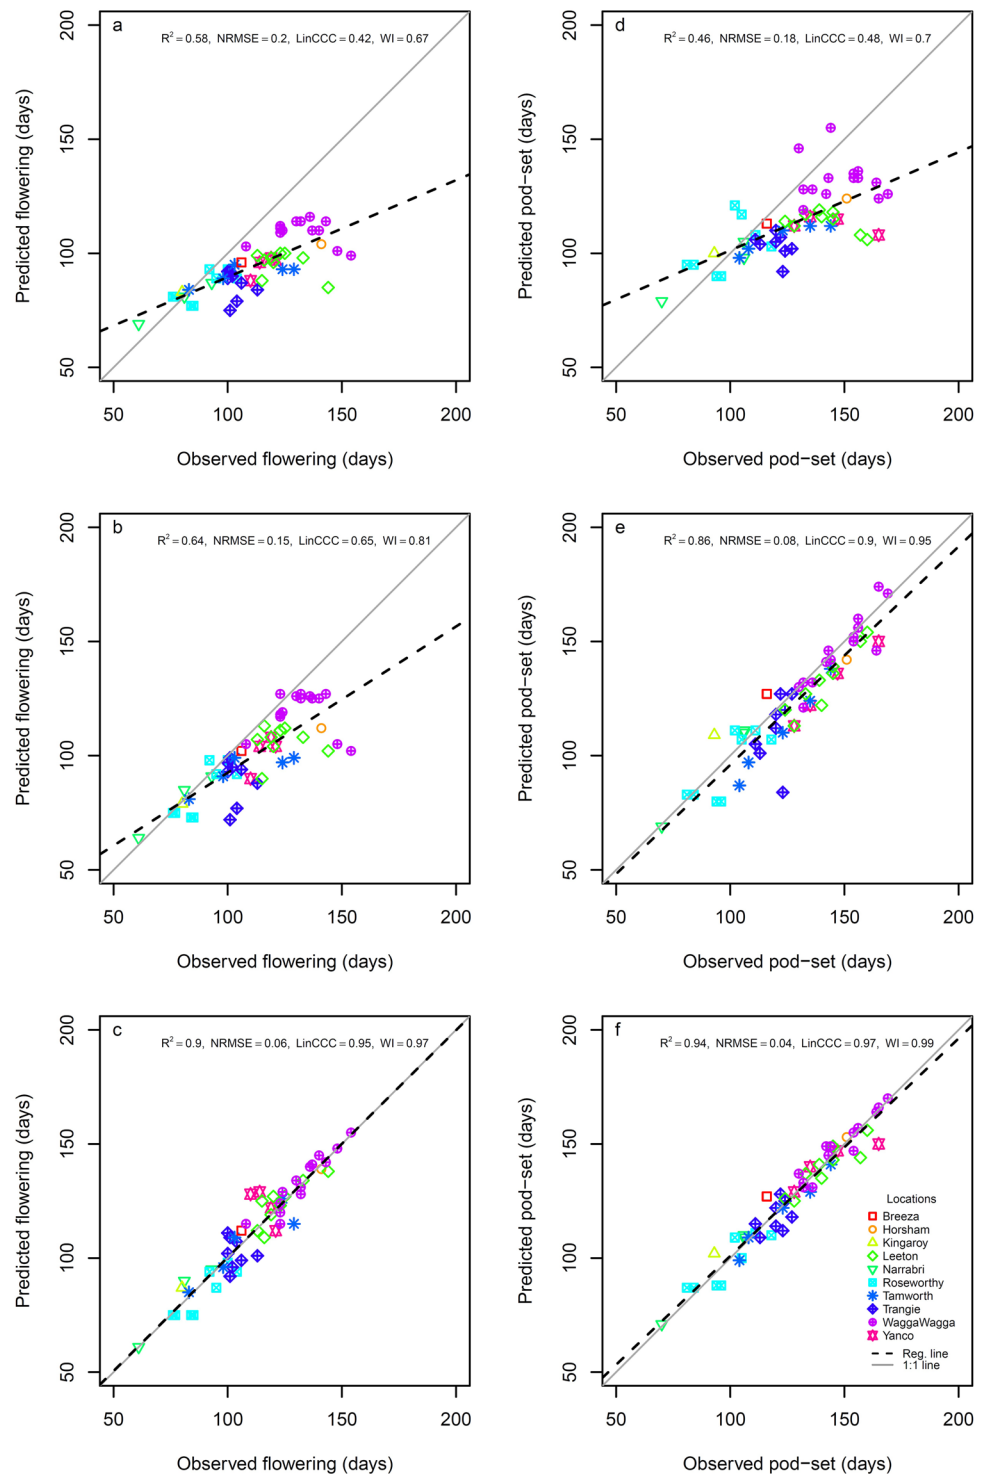 a
R² = 0.58, NRMSE = 0.2, LinCCC = 0.42, WI = 0.67
Predicted flowering (days)
200
150
100
50
50 100 150 200
Observed flowering (days)
d
R² = 0.46, NRMSE = 0.18, LinCCC = 0.48, WI = 0.7
Predicted pod−set (days)
200
150
100
50
50 100 150 200
Observed pod−set (days)
b
R² = 0.64, NRMSE = 0.15, LinCCC = 0.65, WI = 0.81
Predicted flowering (days)
200
150
100
50
50 100 150 200
Observed flowering (days)
e
R² = 0.86, NRMSE = 0.08, LinCCC = 0.9, WI = 0.95
Predicted pod−set (days)
200
150
100
50
50 100 150 200
Observed pod−set (days)
c
R² = 0.9, NRMSE = 0.06, LinCCC = 0.95, WI = 0.97
Predicted flowering (days)
200
150
100
50
50 100 150 200
Observed flowering (days)
f
R² = 0.94, NRMSE = 0.04, LinCCC = 0.97, WI = 0.99
Predicted pod−set (days)
200
150
100
50
50 100 150 200
Observed pod−set (days)
Locations
Breeza
Horsham
Kingaroy
Leeton
Narrabri
Roseworthy
Tamworth
Trangie
WaggaWagga
Yanco
Reg. line
1:1 line